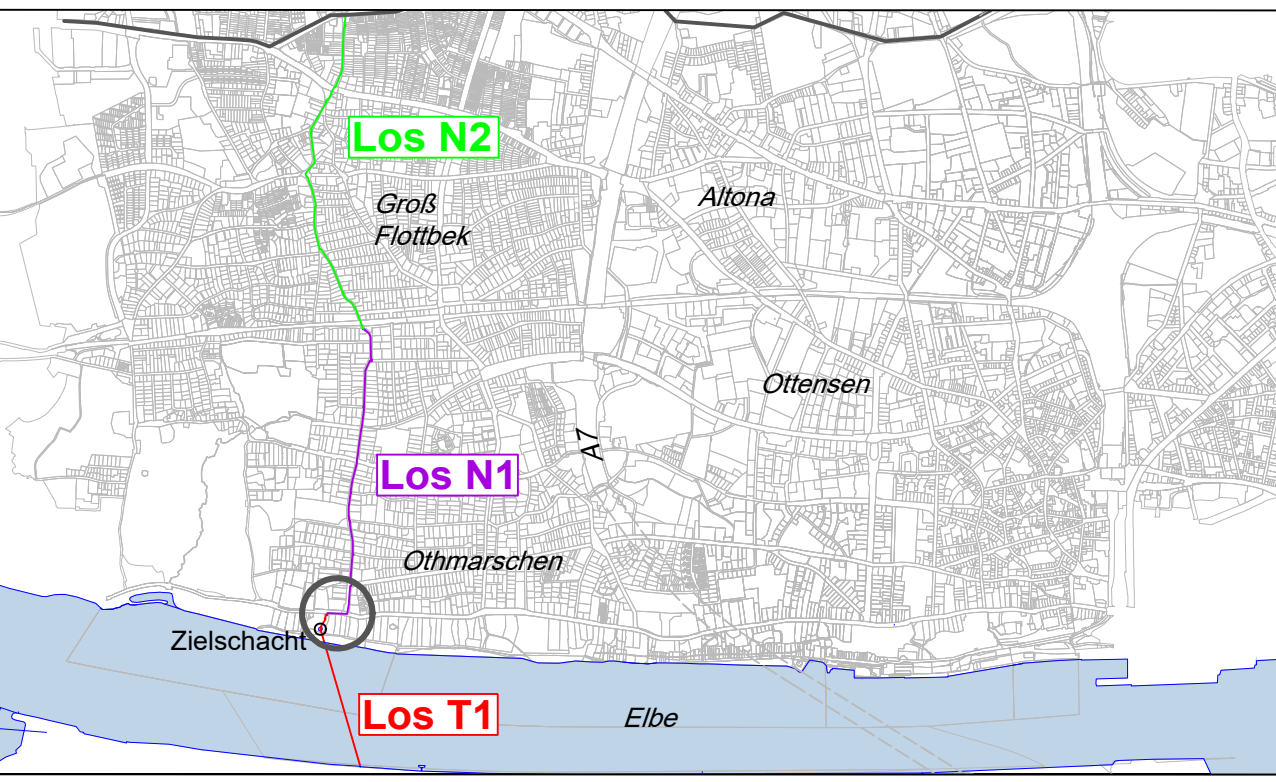 Los N2
Altona
Groß
Flottbek
Ottensen
A7
Los N1
Othmarschen
Zielschacht
Los T1
Elbe